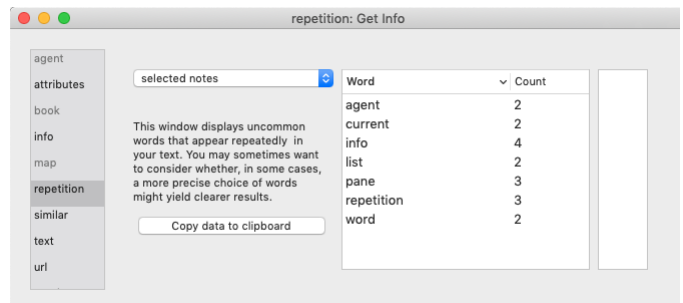 repetition: Get Info
agent
attributes
book
info
map
repetition
similar
text
url
selected notes
This window displays uncommon
words that appear repeatedly in
your text. You may sometimes want
to consider whether, in some cases,
a more precise choice of words
might yield clearer results.
Copy data to clipboard
Word Count
agent 2
current 2
info 4
list 2
pane 3
repetition 3
word 2